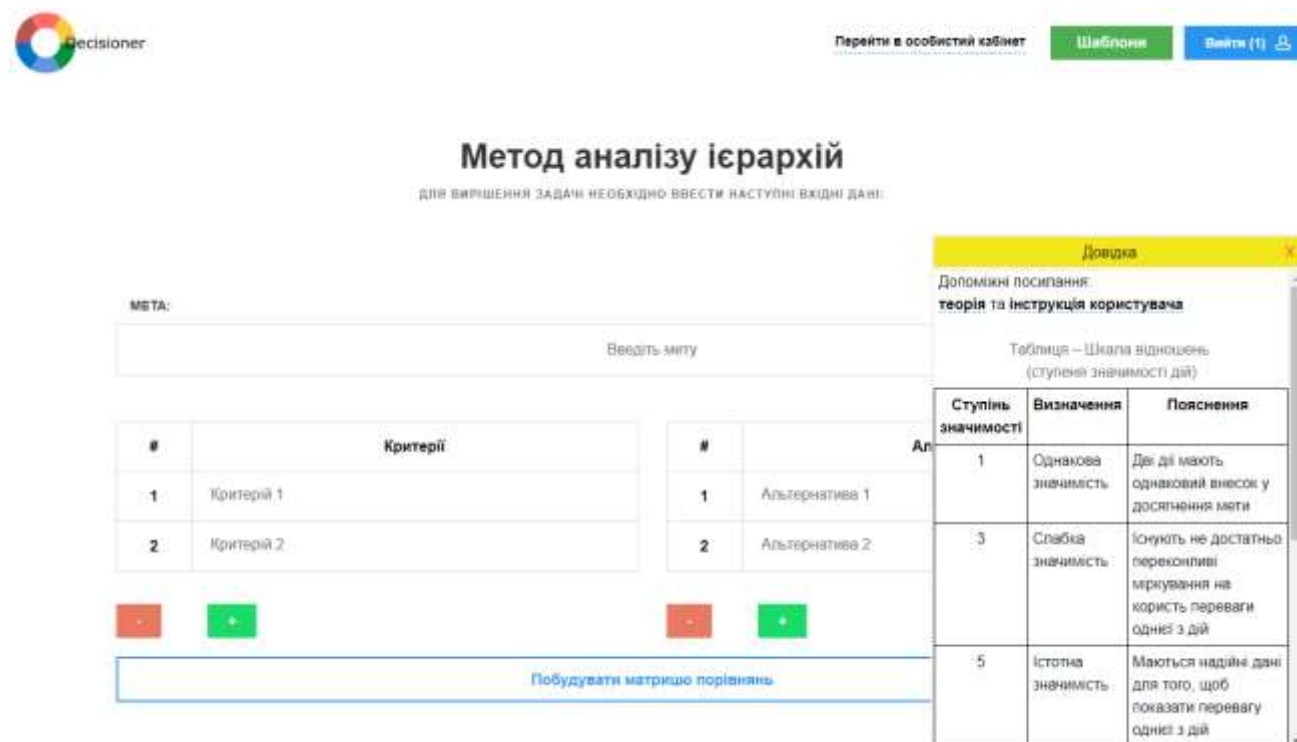 Decisioner
Перейти в особистий кабінет
Шаблони
Вийти (1)
Метод аналізу ієрархій
ДЛЯ ВИРІШЕННЯ ЗАДАЧІ НЕОБХІДНО ВВЕСТИ НАСТУПНІ ВХІДНІ ДАНІ:
МЕТА:
Введіть мету
# Критерії
1 Критерій 1
2 Критерій 2
- +
# Ал
1 Альтернатива 1
2 Альтернатива 2
- +
Побудувати матрицю порівнянь
Довідка X
Допоміжні посилання:
теорія та інструкція користувача
Таблиця – Шкала відношень
(ступеня значимості дій)
Ступінь
значимості
Визначення
Пояснення
1
Однакова
значимість
Дві дії мають
однаковий внесок у
досягнення мети
3
Слабка
значимість
Існують не достатньо
переконливі
міркування на
користь переваги
однієї з дій
5
Істотна
значимість
Маються надійні дані
для того, щоб
показати перевагу
однієї з дій